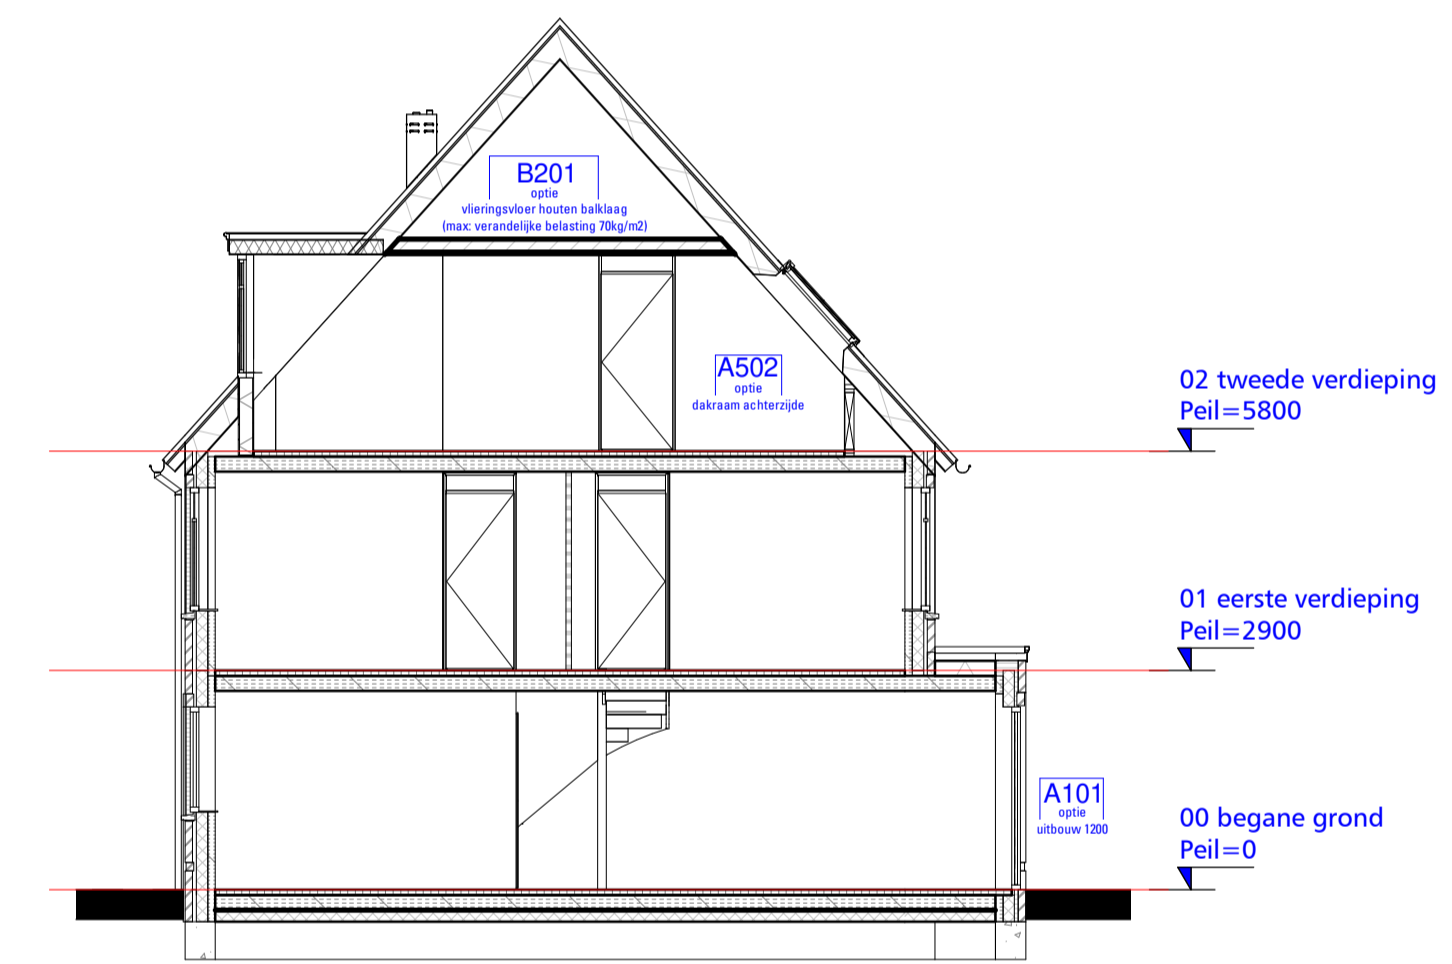 B201
optie
vlieringsvloer houten balklaag
(max: verandelijke belasting 70kg/m2)
A502
optie
dakraam achterzijde
02 tweede verdieping
Peil=5800
01 eerste verdieping
Peil=2900
A101
optie
uitbouw 1200
00 begane grond
Peil=0